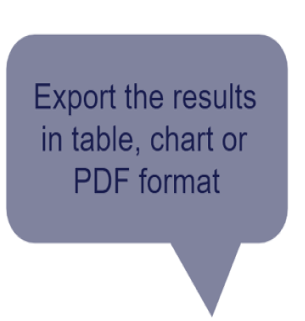 Export the results
in table, chart or
PDF format